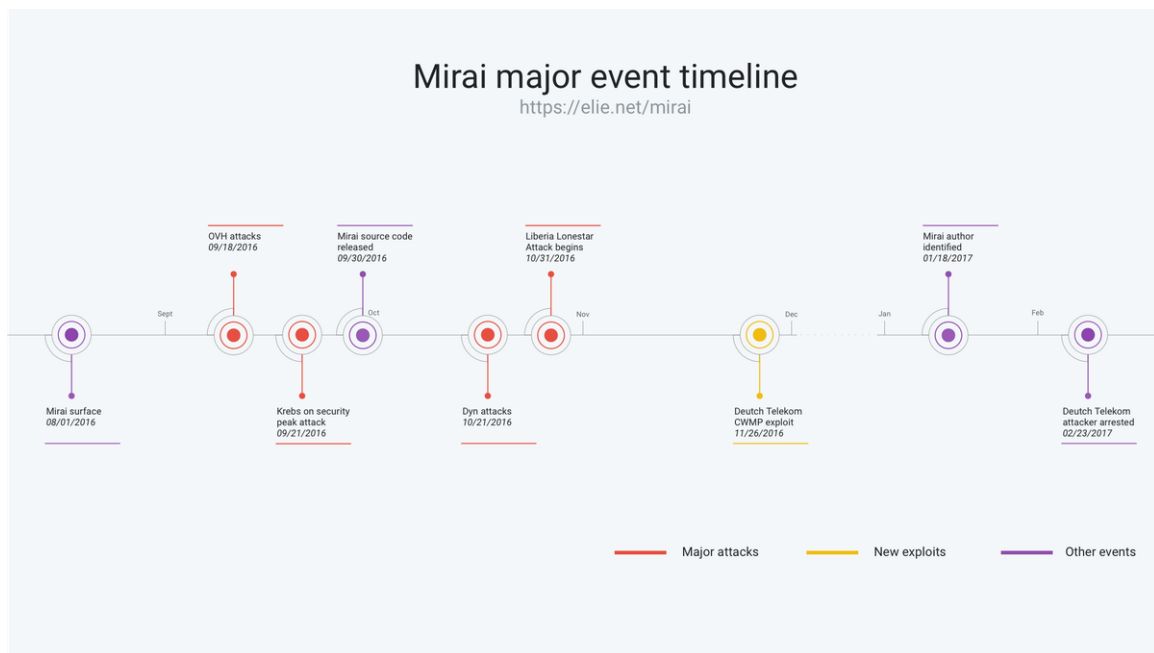 Mirai major event timeline
https://elie.net/mirai
OVH attacks
09/18/2016
Mirai source code
released
09/30/2016
Liberia Lonestar
Attack begins
10/31/2016
Mirai author
identified
01/18/2017
Sept
Oct
Nov
Dec
Jan
Feb
Mirai surface
08/01/2016
Krebs on security
peak attack
09/21/2016
Dyn attacks
10/21/2016
Deutch Telekom
CWMP exploit
11/26/2016
Deutch Telekom
attacker arrested
02/23/2017
Major attacks
New exploits
Other events